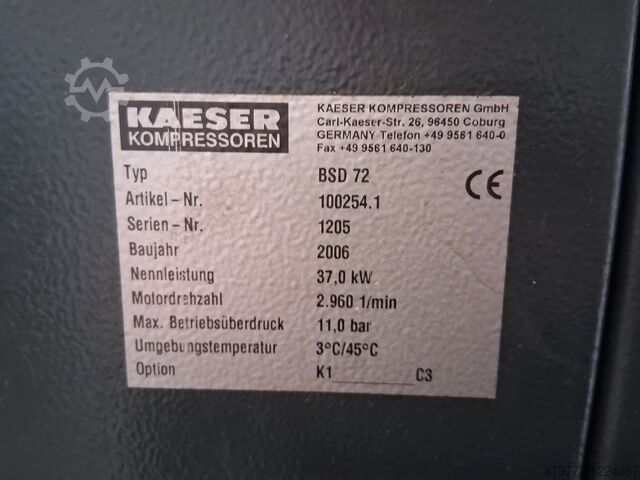 KAESER
KOMPRESSOREN
KAESER KOMPRESSOREN GmbH
Carl-Kaeser-Str. 26, 96450 Coburg
GERMANY Telefon +49 9561 640-0
Fax +49 9561 640-130
CE
Typ BSD 72
Artikel-Nr. 100254.1
Serien-Nr. 1205
Baujahr 2006
Nennleistung 37,0 kW
Motordrehzahl 2.960 1/min
Max. Betriebsüberdruck 11,0 bar
Umgebungstemperatur 3°C/45°C
Option K1________C3